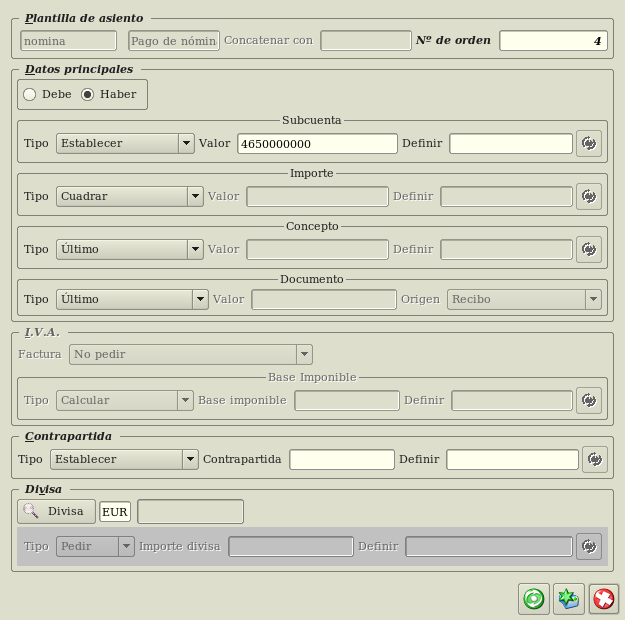 Plantilla de asiento
nomina Pago de nómin Concatenar con Nº de orden 4
Datos principales
Debe Haber
Subcuenta
Tipo Establecer Valor 4650000000 Definir
Importe
Tipo Cuadrar Valor Definir
Concepto
Tipo Último Valor Definir
Documento
Tipo Último Valor Origen Recibo
I.V.A.
Factura No pedir
Base Imponible
Tipo Calcular Base imponible Definir
Contrapartida
Tipo Establecer Contrapartida Definir
Divisa
Divisa EUR
Tipo Pedir Importe divisa Definir